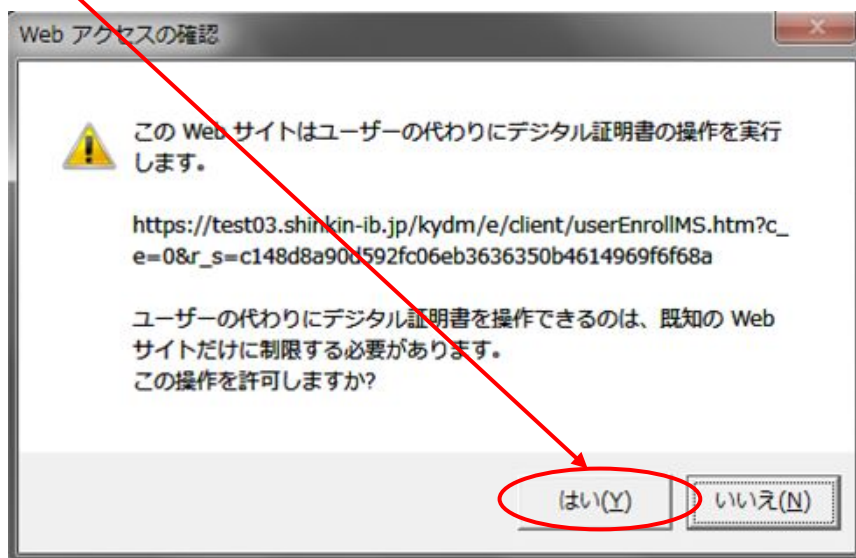 Web アクセスの確認
この Web サイトはユーザーの代わりにデジタル証明書の操作を実行
します。
https://test03.shinkin-ib.jp/kydm/e/client/userEnrollMS.htm?c_
e=0&r_s=c148d8a90d592fc06eb3636350b4614969f6f68a
ユーザーの代わりにデジタル証明書を操作できるのは、既知の Web
サイトだけに制限する必要があります。
この操作を許可しますか?
はい(Y) いいえ(N)